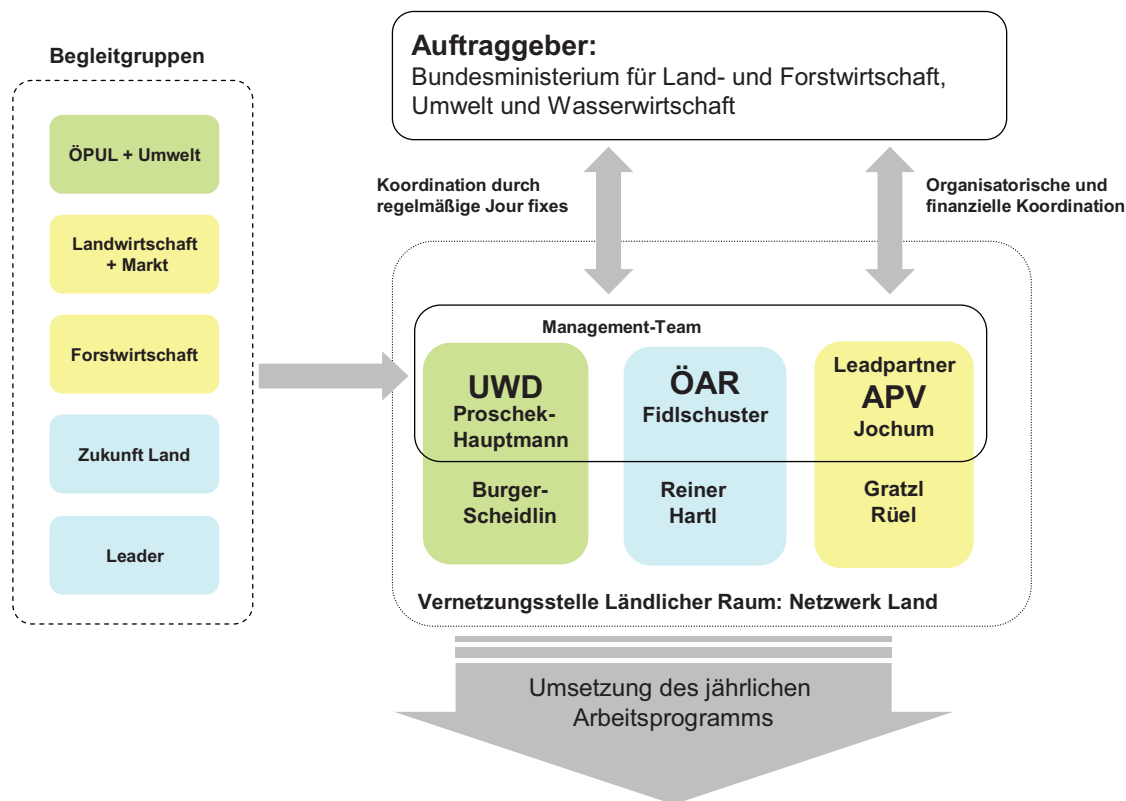 Begleitgruppen
ÖPUL + Umwelt
Landwirtschaft
+ Markt
Forstwirtschaft
Zukunft Land
Leader
Auftraggeber:
Bundesministerium für Land- und Forstwirtschaft,
Umwelt und Wasserwirtschaft
Koordination durch
regelmäßige Jour fixes
Organisatorische und
finanzielle Koordination
Management-Team
UWD
Proschek-
Hauptmann
Burger-
Scheidlin
ÖAR
Fidlschuster
Reiner
Hartl
Leadpartner
APV
Jochum
Gratzl
Rüel
Vernetzungsstelle Ländlicher Raum: Netzwerk Land
Umsetzung des jährlichen
Arbeitsprogramms